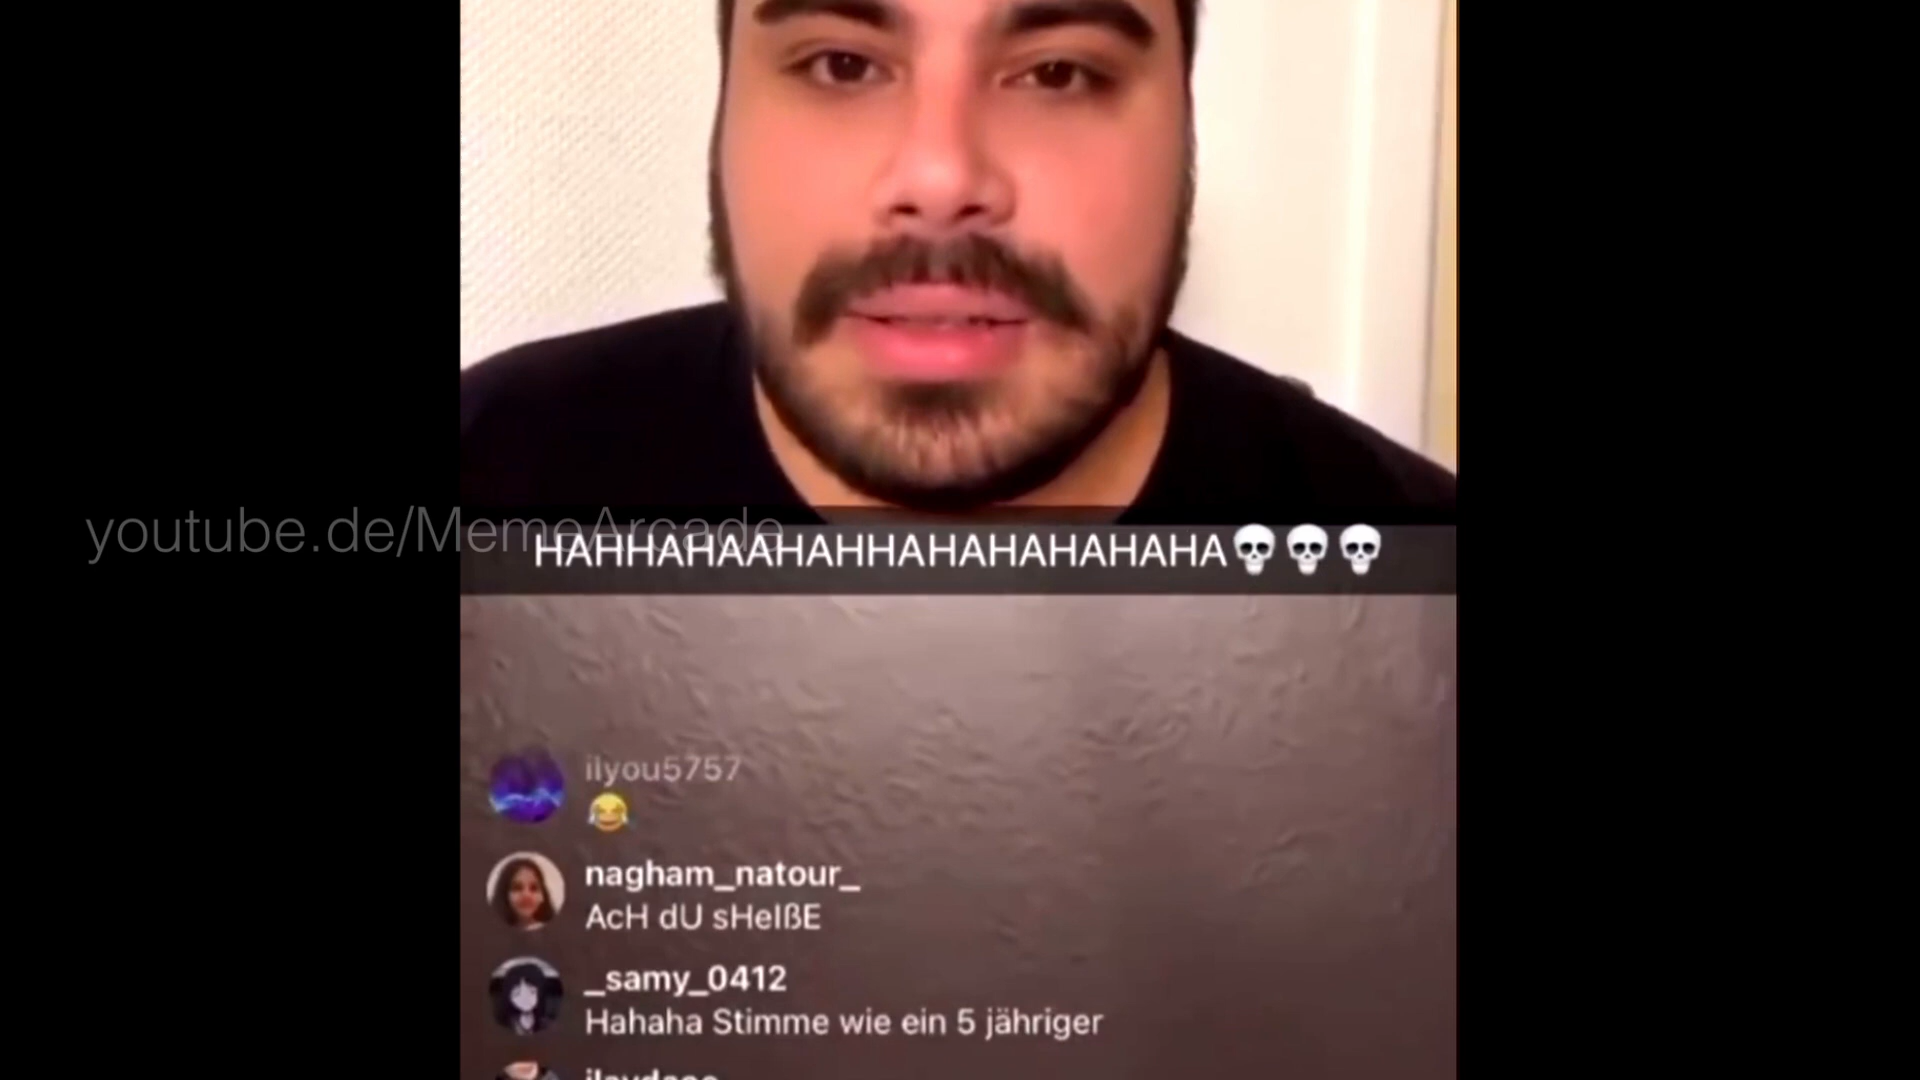 youtube.de/MemeArcade
HAHHAHAAHAHHAHAHAHAHAHA💀💀💀
ilyou5757
😂
nagham_natour_
AcH dU sHeIßE
_samy_0412
Hahaha Stimme wie ein 5 jähriger